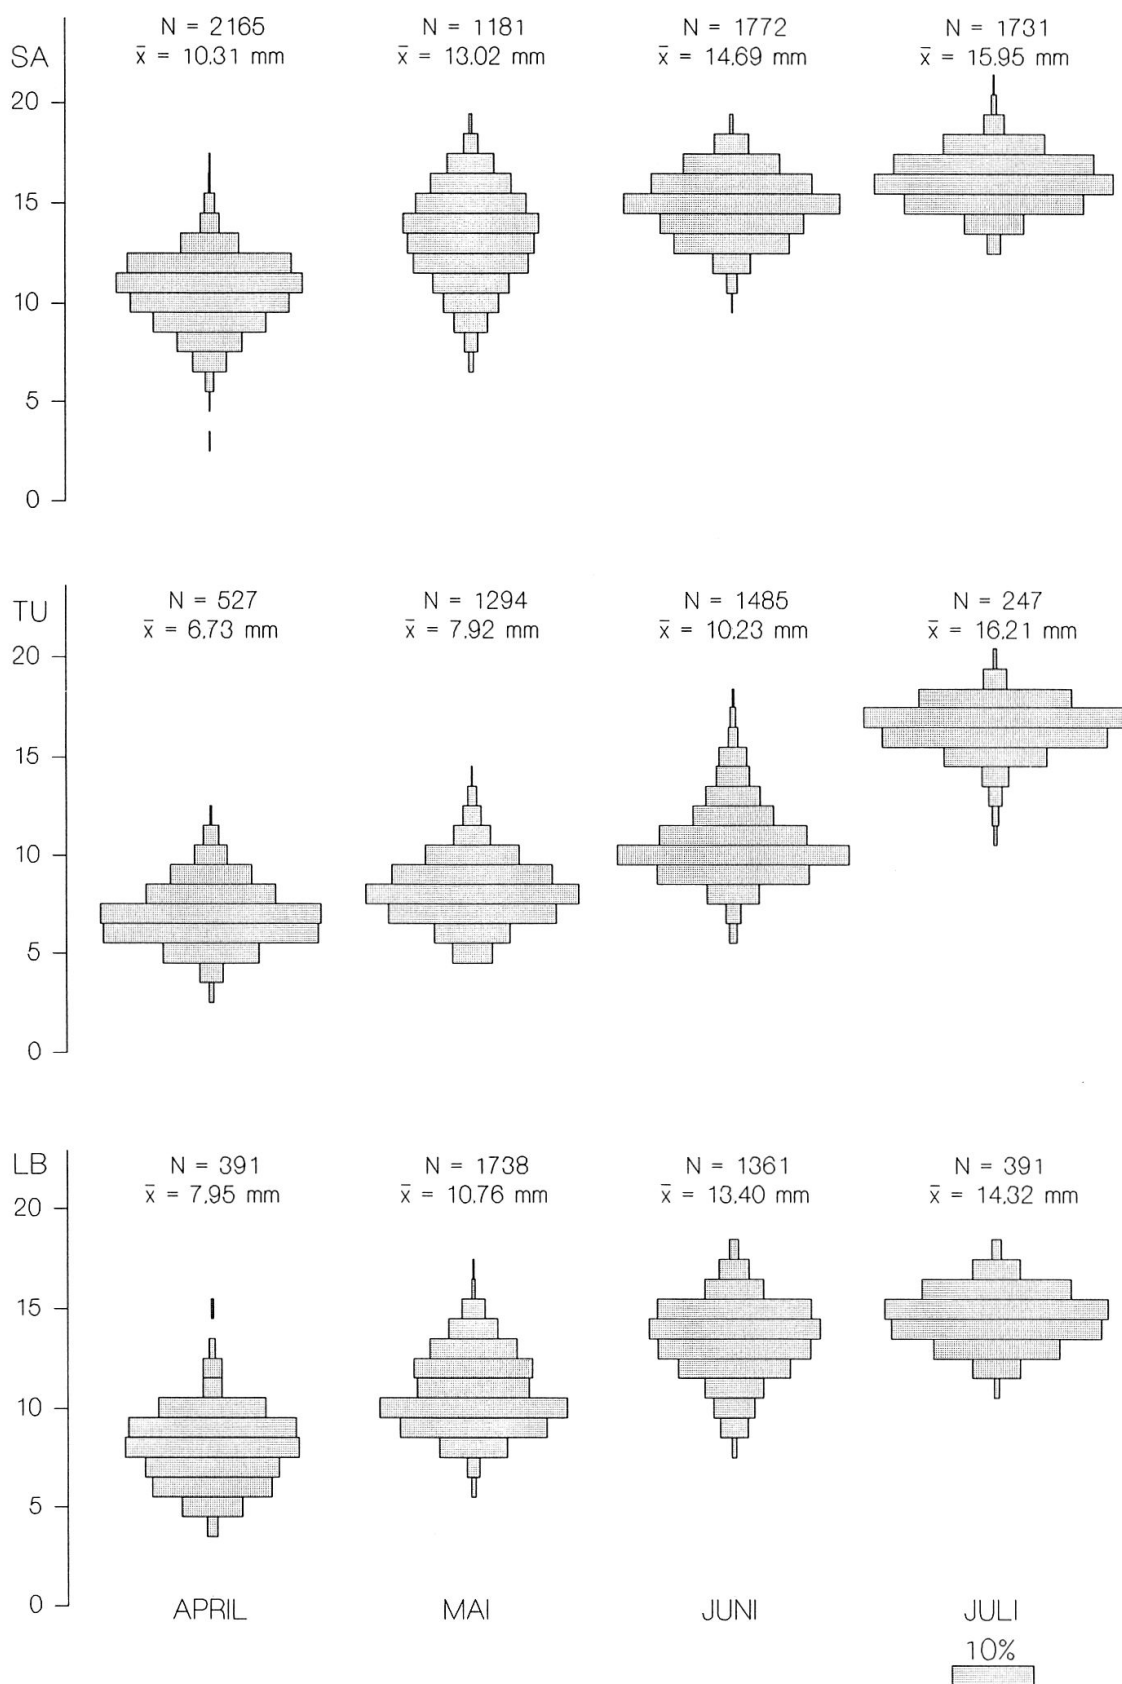 N = 2165 N = 1181 N = 1772 N = 1731
SA x̄ = 10,31 mm x̄ = 13,02 mm x̄ = 14,69 mm x̄ = 15,95 mm
20
15
10
5
0
TU N = 527 N = 1294 N = 1485 N = 247
x̄ = 6,73 mm x̄ = 7,92 mm x̄ = 10,23 mm x̄ = 16,21 mm
20
15
10
5
0
LB N = 391 N = 1738 N = 1361 N = 391
x̄ = 7,95 mm x̄ = 10,76 mm x̄ = 13,40 mm x̄ = 14,32 mm
20
15
10
5
0 APRIL MAI JUNI JULI
10%